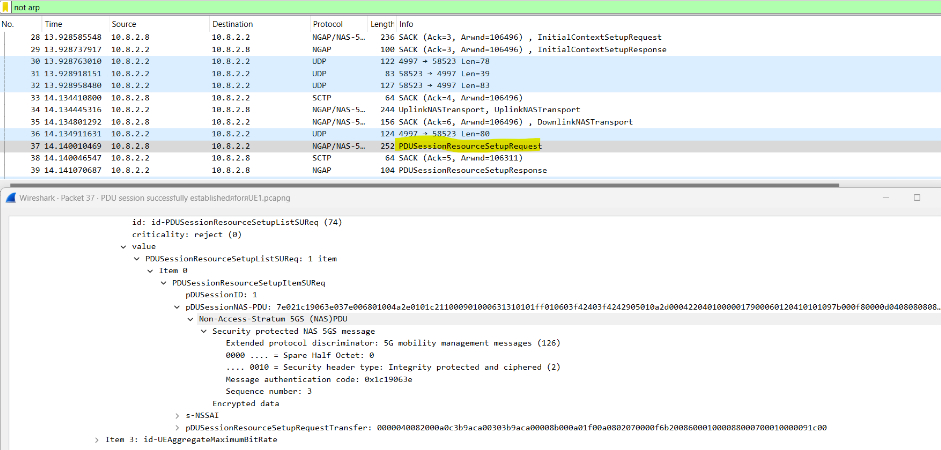 not arp
No. Time Source Destination Protocol Length Info
28 13.928585548 10.8.2.8 10.8.2.2 NGAP/NAS-5… 236 SACK (Ack=3, Arwnd=106496) , InitialContextSetupRequest
29 13.928737917 10.8.2.2 10.8.2.8 NGAP 100 SACK (Ack=3, Arwnd=106496) , InitialContextSetupResponse
30 13.928763010 10.8.2.2 10.8.2.2 UDP 122 4997 → 58523 Len=78
31 13.928918151 10.8.2.2 10.8.2.2 UDP 83 58523 → 4997 Len=39
32 13.928958480 10.8.2.2 10.8.2.2 UDP 127 58523 → 4997 Len=83
33 14.134410800 10.8.2.8 10.8.2.2 SCTP 64 SACK (Ack=4, Arwnd=106496)
34 14.134445316 10.8.2.2 10.8.2.8 NGAP/NAS-5… 244 UplinkNASTransport, UplinkNASTransport
35 14.134801292 10.8.2.8 10.8.2.2 NGAP/NAS-5… 156 SACK (Ack=6, Arwnd=106496) , DownlinkNASTransport
36 14.134911631 10.8.2.2 10.8.2.2 UDP 124 4997 → 58523 Len=80
37 14.140010469 10.8.2.8 10.8.2.2 NGAP/NAS-5… 252 PDUSessionResourceSetupRequest
38 14.140046547 10.8.2.2 10.8.2.8 SCTP 64 SACK (Ack=5, Arwnd=106311)
39 14.141070687 10.8.2.2 10.8.2.8 NGAP 104 PDUSessionResourceSetupResponse
Wireshark · Packet 37 · PDU session successfully established#fornUE1.pcapng
id: id-PDUSessionResourceSetupListSUReq (74)
criticality: reject (0)
value
PDUSessionResourceSetupListSUReq: 1 item
Item 0
PDUSessionResourceSetupItemSUReq
pDUSessionID: 1
pDUSessionNAS-PDU: 7e021c19063e037e006801004a2e0101c211000901000631310101ff010603f42403f4242905010a2d0004220401000001790006012041010109​7b000f80000d0408080808…
Non-Access-Stratum 5GS (NAS)PDU
Security protected NAS 5GS message
Extended protocol discriminator: 5G mobility management messages (126)
0000 .... = Spare Half Octet: 0
.... 0010 = Security header type: Integrity protected and ciphered (2)
Message authentication code: 0x1c19063e
Sequence number: 3
Encrypted data
s-NSSAI
pDUSessionResourceSetupRequestTransfer: 0000040082000a0c3b9aca00303b9aca00008b000a01f00a0802070000f6b200860001000088000700010000091c00
Item 3: id-UEAggregateMaximumBitRate